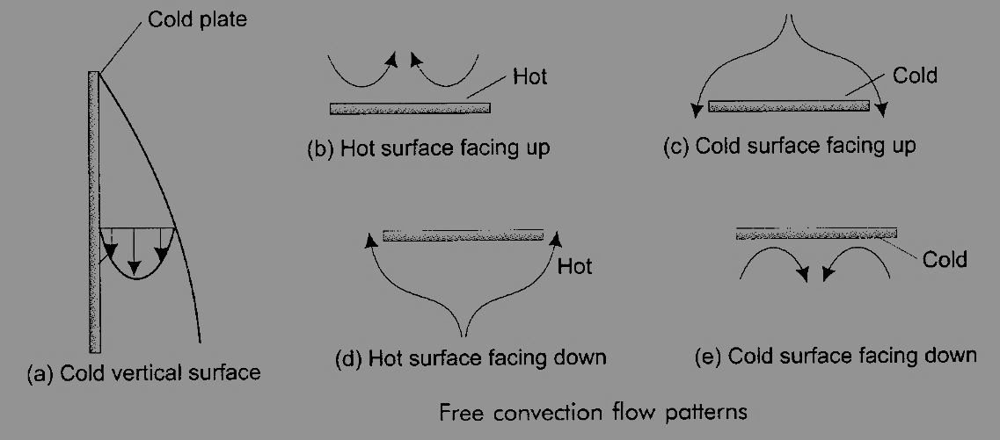 Cold plate
Hot
Cold
(b) Hot surface facing up
(c) Cold surface facing up
Hot
Cold
(a) Cold vertical surface
(d) Hot surface facing down
(e) Cold surface facing down
Free convection flow patterns